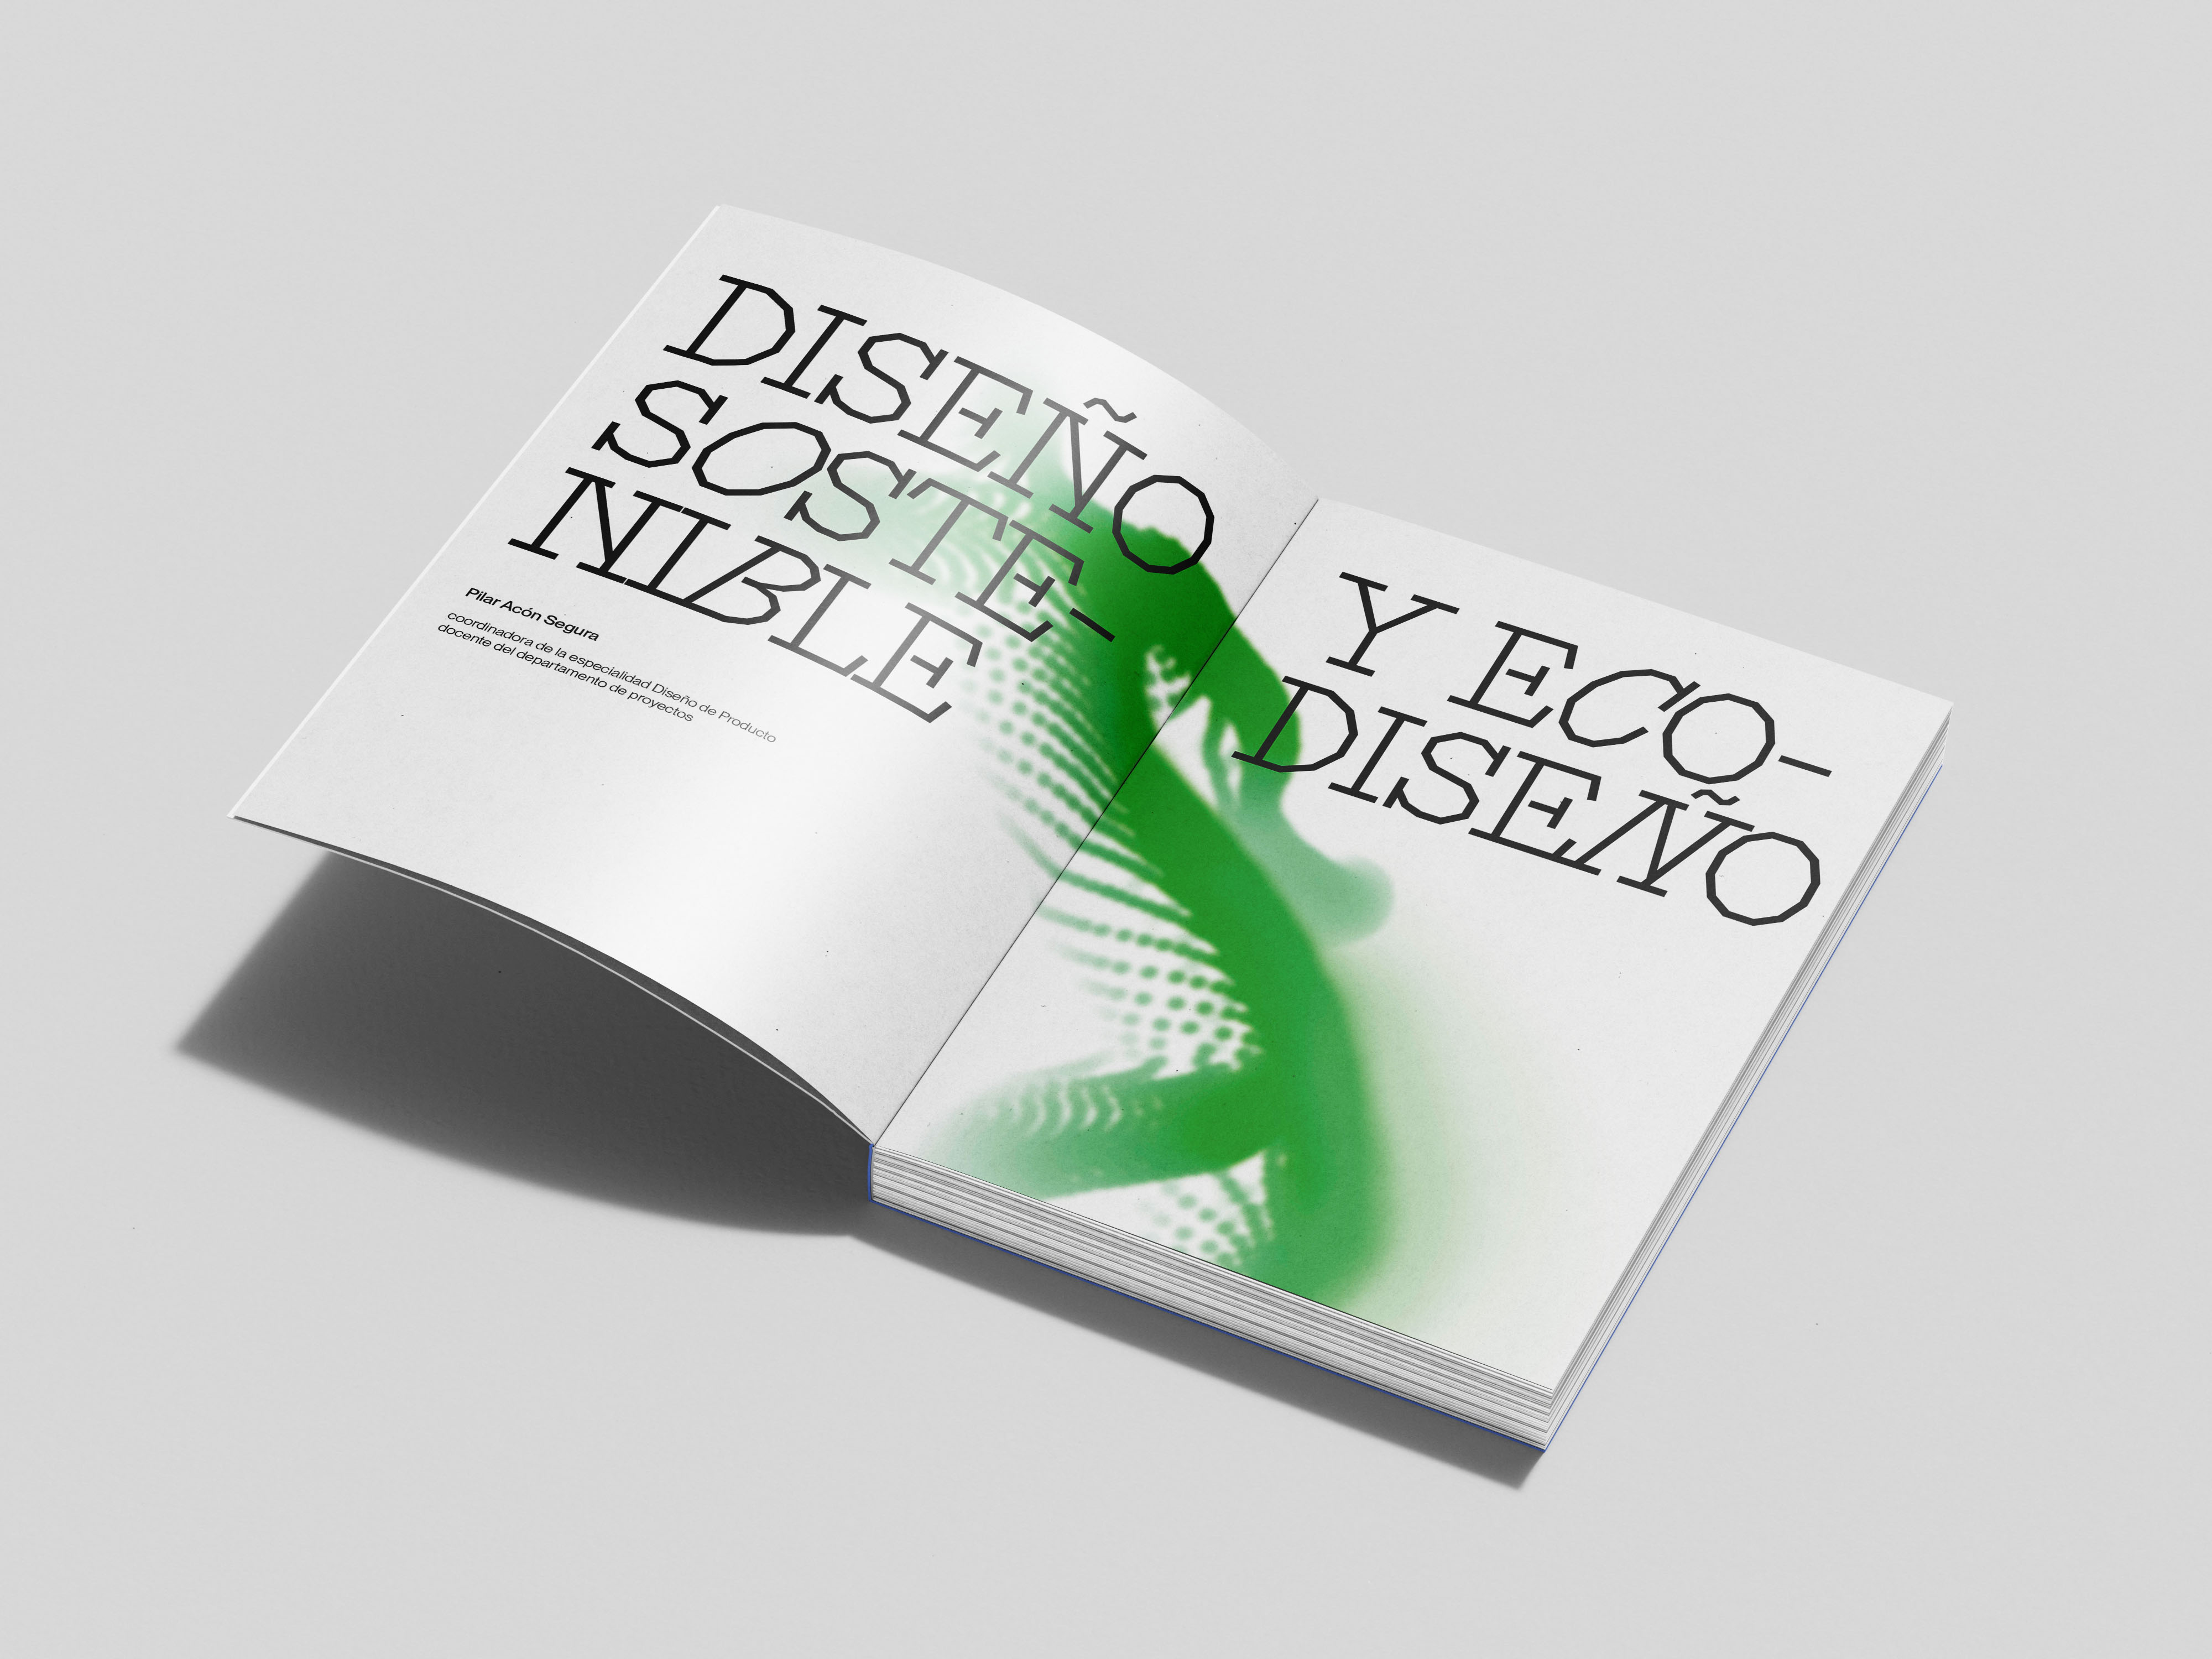 DISEÑO
SOSTE-
NIBLE
Pilar Acón Segura
coordinadora de la especialidad Diseño de Producto
docente del departamento de proyectos
Y ECO-
DISEÑO